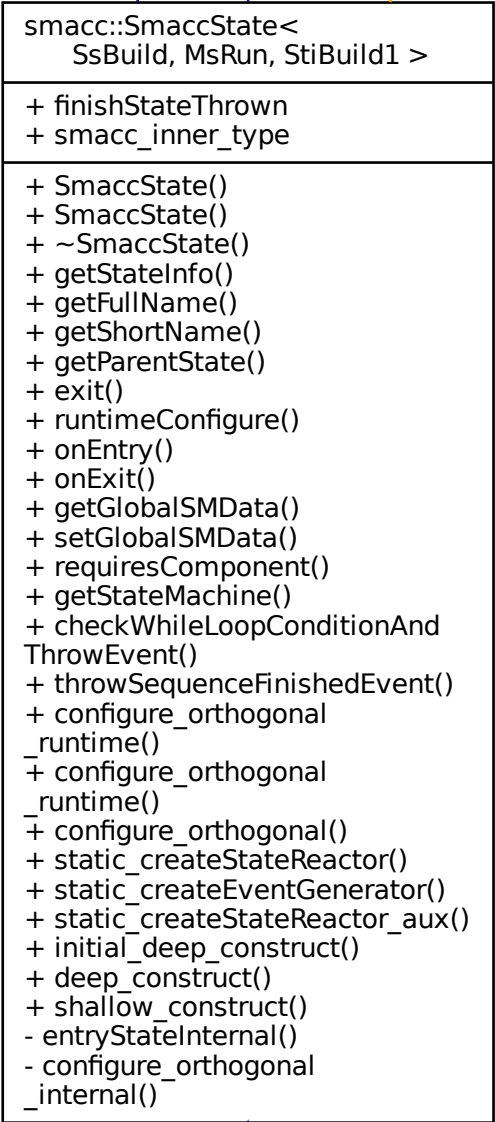 smacc::SmaccState<
SsBuild, MsRun, StiBuild1 >
+ finishStateThrown
+ smacc_inner_type
+ SmaccState()
+ SmaccState()
+ ~SmaccState()
+ getStateInfo()
+ getFullName()
+ getShortName()
+ getParentState()
+ exit()
+ runtimeConfigure()
+ onEntry()
+ onExit()
+ getGlobalSMData()
+ setGlobalSMData()
+ requiresComponent()
+ getStateMachine()
+ checkWhileLoopConditionAnd
ThrowEvent()
+ throwSequenceFinishedEvent()
+ configure_orthogonal
_runtime()
+ configure_orthogonal
_runtime()
+ configure_orthogonal()
+ static_createStateReactor()
+ static_createEventGenerator()
+ static_createStateReactor_aux()
+ initial_deep_construct()
+ deep_construct()
+ shallow_construct()
- entryStateInternal()
- configure_orthogonal
_internal()